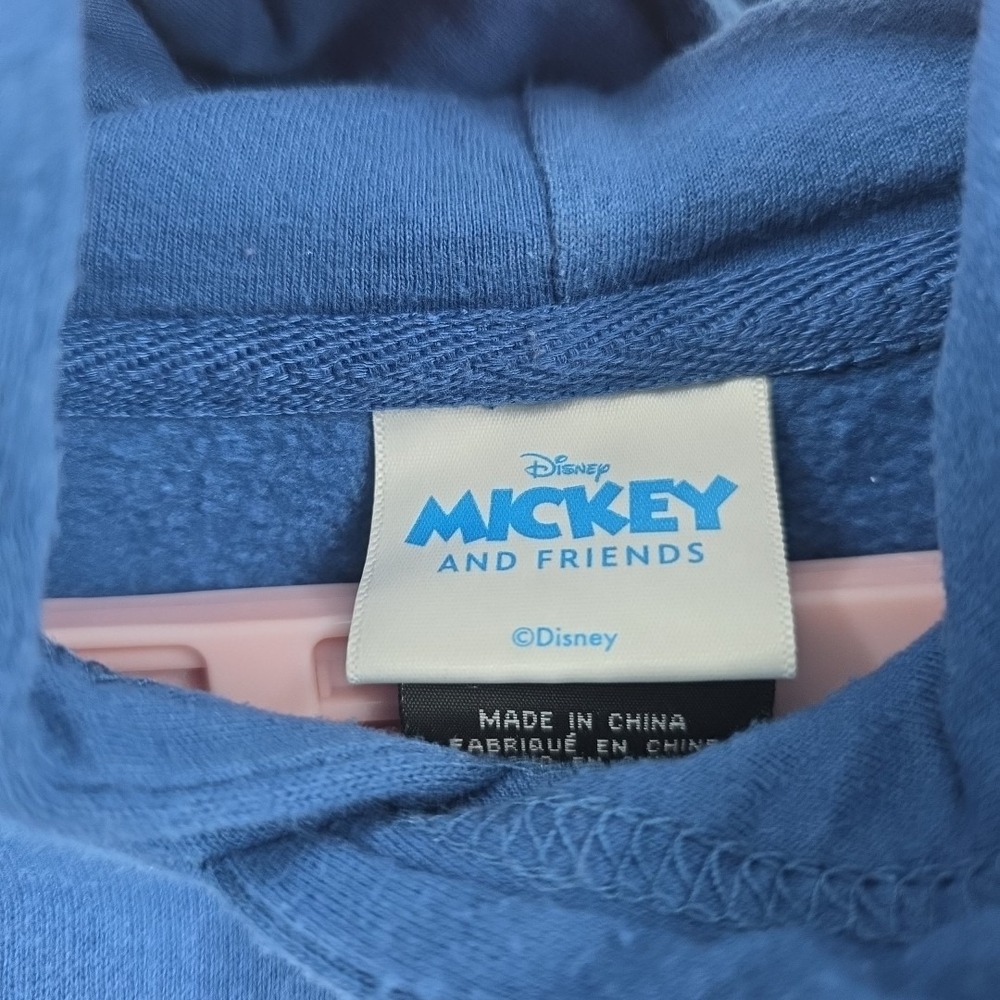 Disney
MICKEY
AND FRIENDS
©Disney
MADE IN CHINA
FABRIQUÉ EN CHINE